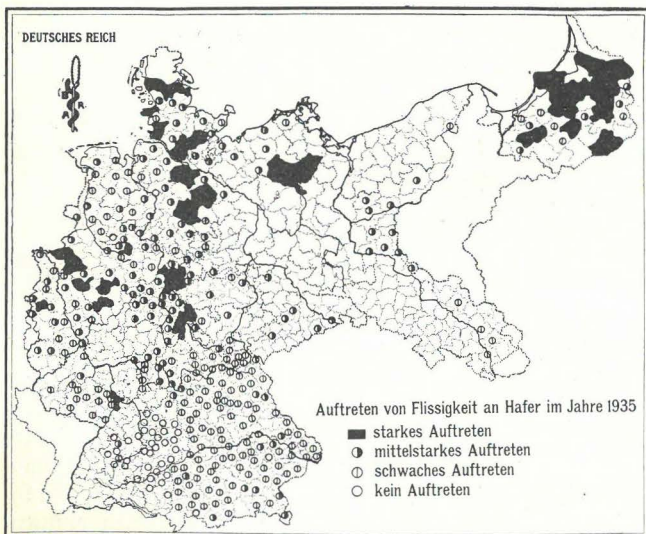 DEUTSCHES REICH
Auftreten von Flissigkeit an Hafer im Jahre 1935
starkes Auftreten
mittelstarkes Auftreten
schwaches Auftreten
kein Auftreten